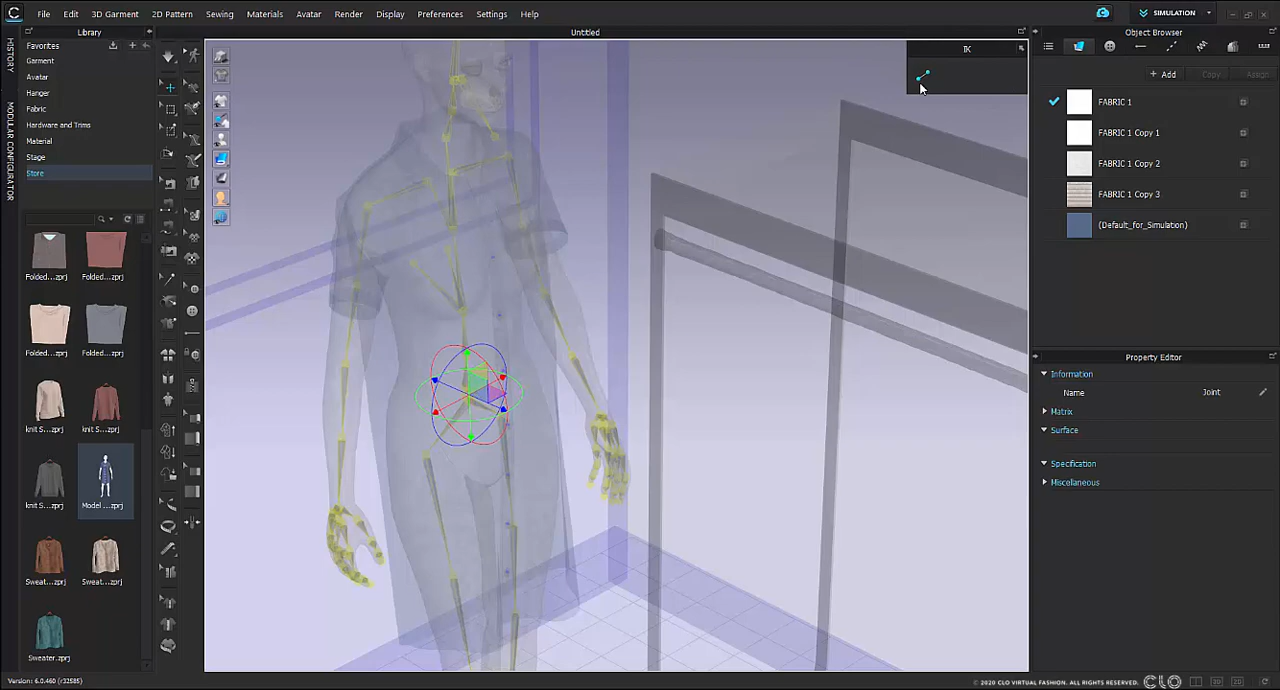 C File Edit 3D Garment 2D Pattern Sewing Materials Avatar Render Display Preferences Settings Help SIMULATION
HISTORY
MODULAR CONFIGURATOR
Library
Favorites
Garment
Avatar
Hanger
Fabric
Hardware and Trims
Material
Stage
Store
Folded....zprj Folded....zprj
Folded....zprj Folded....zprj
knit S....zprj knit S....zprj
knit S....zprj Model ....zprj
Sweat....zprj Sweat....zprj
Sweater.zprj
Untitled
IK
Object Browser
+ Add Copy Assign
FABRIC 1
FABRIC 1 Copy 1
FABRIC 1 Copy 2
FABRIC 1 Copy 3
(Default_for_Simulation)
Property Editor
Information
Name Joint
Matrix
Surface
Specification
Miscellaneous
Version: 6.0.460 (r32585)
© 2020 CLO VIRTUAL FASHION. ALL RIGHTS RESERVED. CLO 3D 2D